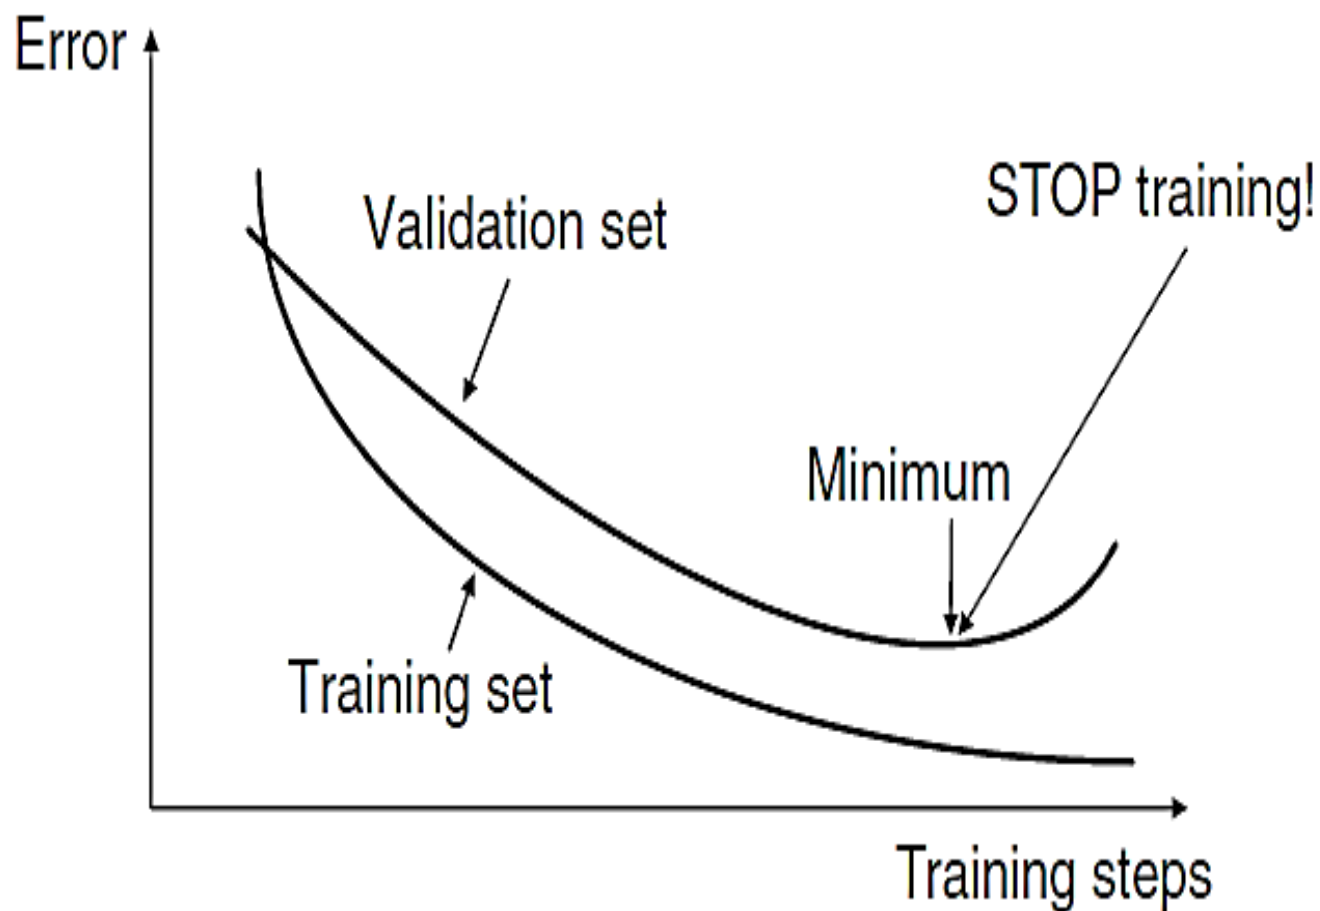 Error
STOP training!
Validation set
Minimum
Training set
Training steps